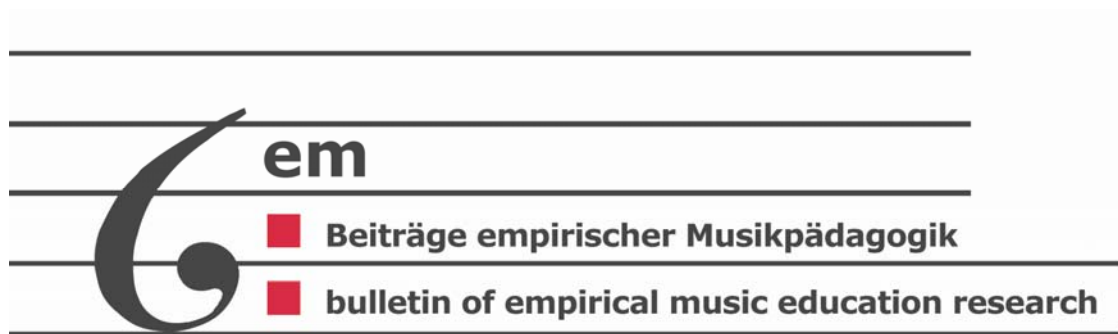 em
Beiträge empirischer Musikpädagogik
bulletin of empirical music education research